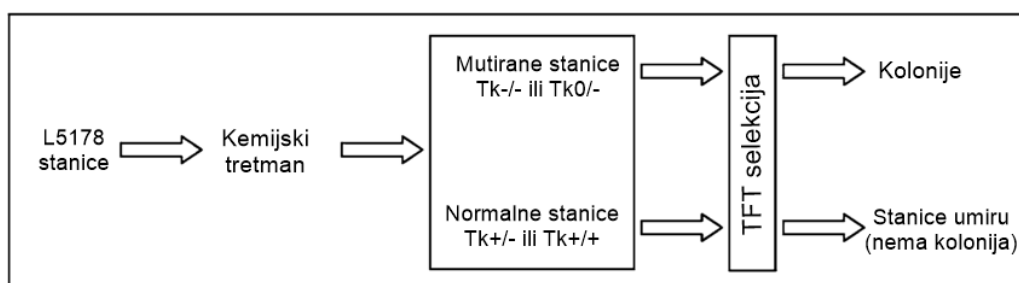 L5178
stanice
Kemijski
tretman
Mutirane stanice
Tk-/- ili Tk0/-
Normalne stanice
Tk+/- ili Tk+/+
TFT selekcija
Kolonije
Stanice umiru
(nema kolonija)